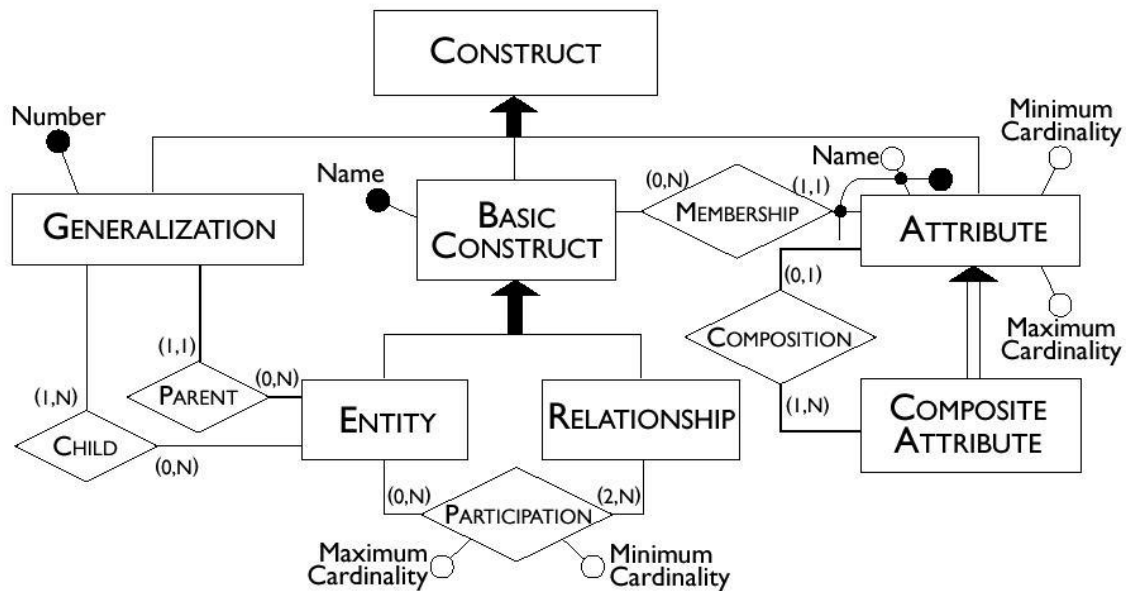 CONSTRUCT
Number
Minimum
Cardinality
Name
(0,N)
(1,1)
Name
GENERALIZATION
BASIC
CONSTRUCT
MEMBERSHIP
ATTRIBUTE
(0,1)
COMPOSITION
Maximum
Cardinality
(1,1)
(0,N)
PARENT
(1,N)
CHILD
(0,N)
ENTITY
RELATIONSHIP
(1,N)
COMPOSITE
ATTRIBUTE
(0,N)
(2,N)
PARTICIPATION
Maximum
Cardinality
Minimum
Cardinality